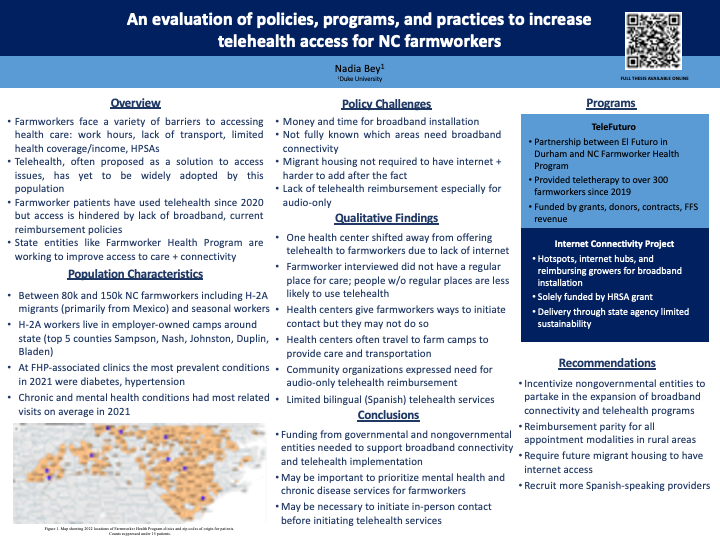 An evaluation of policies, programs, and practices to increase
telehealth access for NC farmworkers
FULL THESIS AVAILABLE ONLINE
Nadia Bey¹
¹Duke University
Overview
• Farmworkers face a variety of barriers to accessing
health care: work hours, lack of transport, limited
health coverage/income, HPSAs
• Telehealth, often proposed as a solution to access
issues, has yet to be widely adopted by this
population
• Farmworker patients have used telehealth since 2020
but access is hindered by lack of broadband, current
reimbursement policies
• State entities like Farmworker Health Program are
working to improve access to care + connectivity
Population Characteristics
• Between 80k and 150k NC farmworkers including H-2A
migrants (primarily from Mexico) and seasonal workers
• H-2A workers live in employer-owned camps around
state (top 5 counties Sampson, Nash, Johnston, Duplin,
Bladen)
• At FHP-associated clinics the most prevalent conditions
in 2021 were diabetes, hypertension
• Chronic and mental health conditions had most related
visits on average in 2021
Figure 1. Map showing 2022 locations of Farmworker Health Program clinics and zip codes of origin for patients.
Counts suppressed under 15 patients.
Policy Challenges
• Money and time for broadband installation
• Not fully known which areas need broadband
connectivity
• Migrant housing not required to have internet +
harder to add after the fact
• Lack of telehealth reimbursement especially for
audio-only
Qualitative Findings
• One health center shifted away from offering
telehealth to farmworkers due to lack of internet
• Farmworker interviewed did not have a regular
place for care; people w/o regular places are less
likely to use telehealth
• Health centers give farmworkers ways to initiate
contact but they may not do so
• Health centers often travel to farm camps to
provide care and transportation
• Community organizations expressed need for
audio-only telehealth reimbursement
• Limited bilingual (Spanish) telehealth services
Conclusions
• Funding from governmental and nongovernmental
entities needed to support broadband connectivity
and telehealth implementation
• May be important to prioritize mental health and
chronic disease services for farmworkers
• May be necessary to initiate in-person contact
before initiating telehealth services
Programs
TeleFuturo
• Partnership between El Futuro in
Durham and NC Farmworker Health
Program
• Provided teletherapy to over 300
farmworkers since 2019
• Funded by grants, donors, contracts, FFS
revenue
Internet Connectivity Project
• Hotspots, internet hubs, and
reimbursing growers for broadband
installation
• Solely funded by HRSA grant
• Delivery through state agency limited
sustainability
Recommendations
• Incentivize nongovernmental entities to
partake in the expansion of broadband
connectivity and telehealth programs
• Reimbursement parity for all
appointment modalities in rural areas
• Require future migrant housing to have
internet access
• Recruit more Spanish-speaking providers